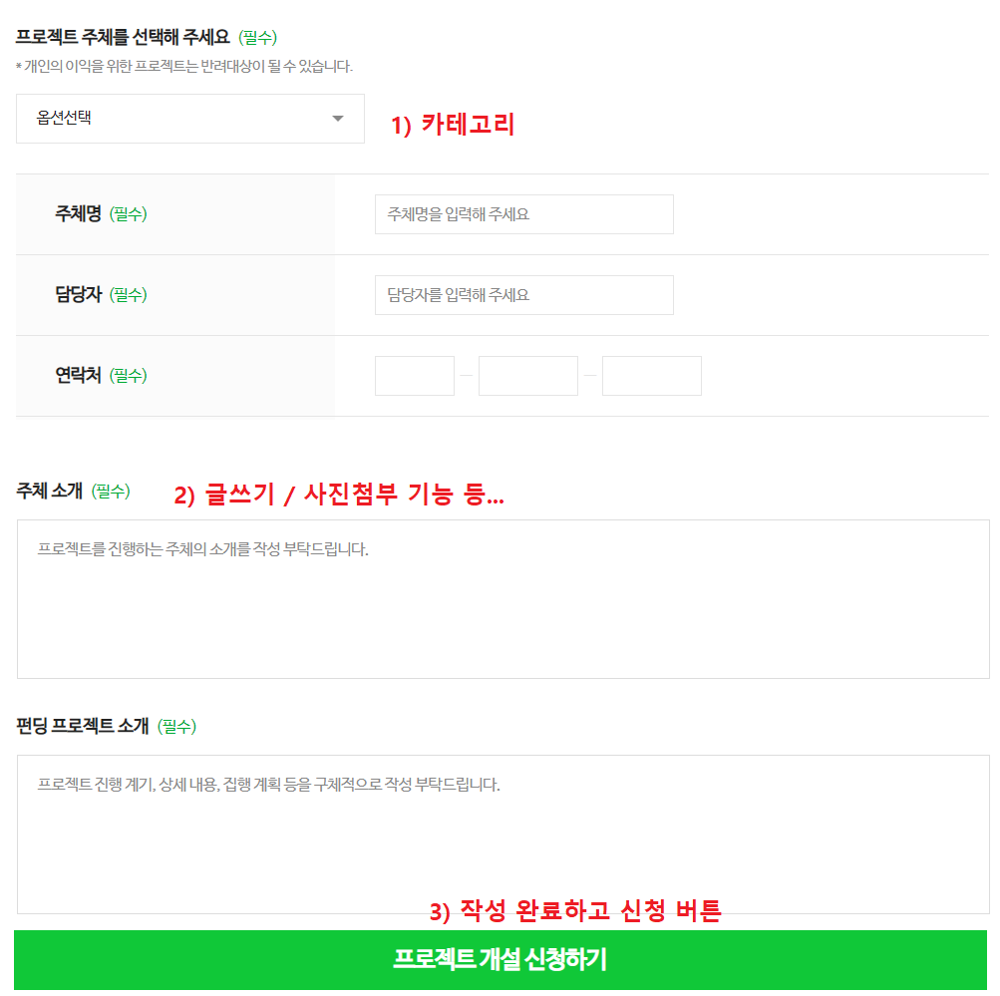 프로젝트 주체를 선택해 주세요 (필수)
* 개인의 이익을 위한 프로젝트는 반려대상이 될 수 있습니다.
옵션선택
1) 카테고리
주체명 (필수)
주체명을 입력해 주세요
담당자 (필수)
담당자를 입력해 주세요
연락처 (필수)
주체 소개 (필수)
2) 글쓰기 / 사진첨부 기능 등...
프로젝트를 진행하는 주체의 소개를 작성 부탁드립니다.
펀딩 프로젝트 소개 (필수)
프로젝트 진행 계기, 상세 내용, 집행 계획 등을 구체적으로 작성 부탁드립니다.
3) 작성 완료하고 신청 버튼
프로젝트 개설 신청하기